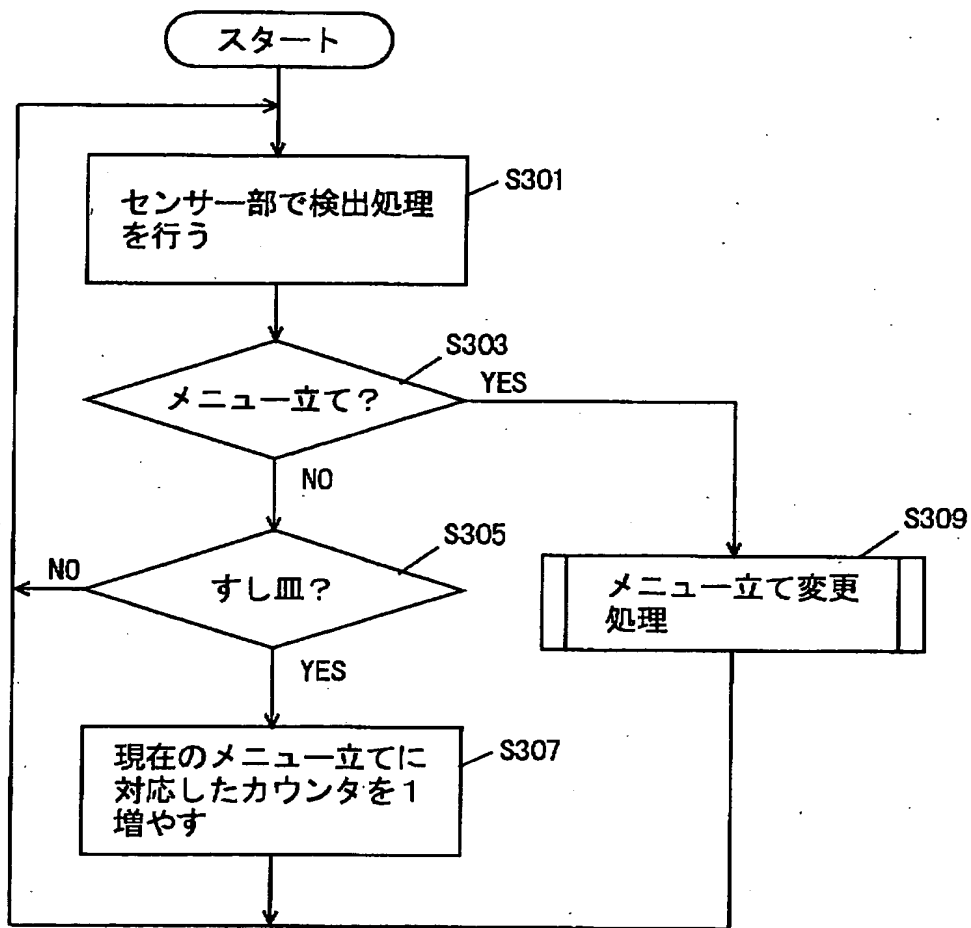 スタート
センサー部で検出処理
を行う
S301
メニュー立て？
S303
YES
NO
すし皿？
S305
NO
YES
メニュー立て変更
処理
S309
現在のメニュー立てに
対応したカウンタを１
増やす
S307